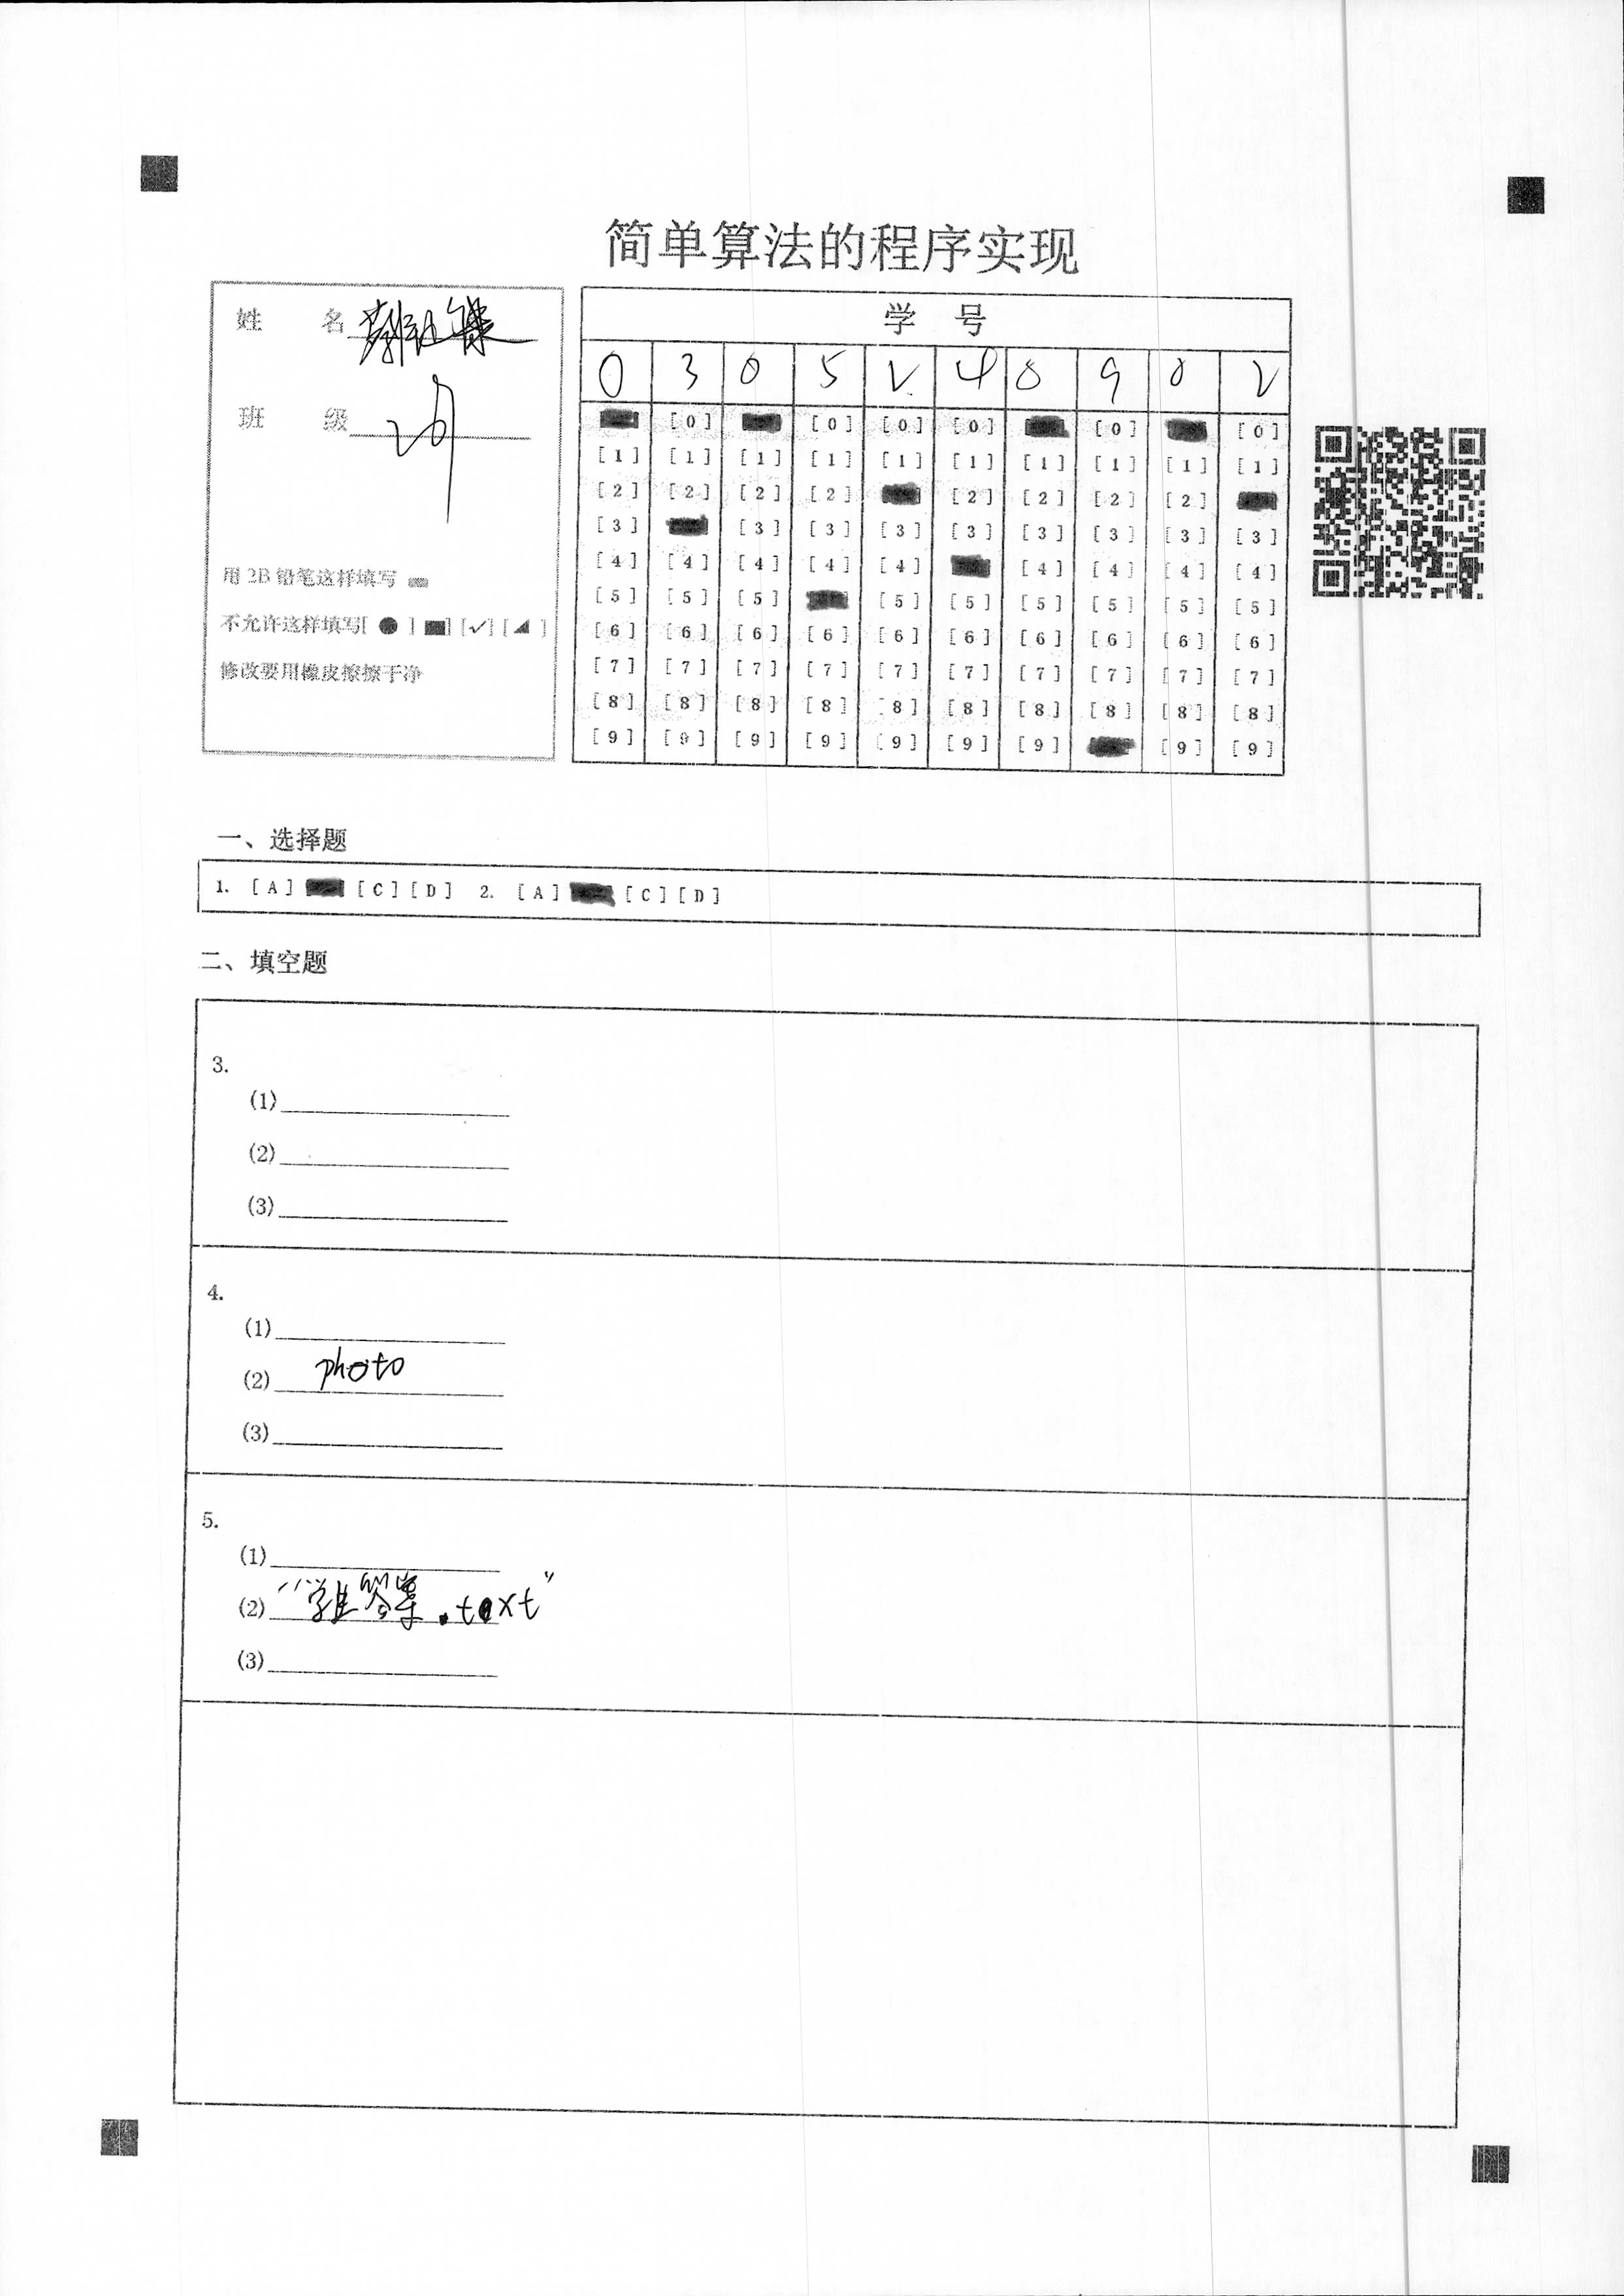 简单算法的程序实现
姓 名
班 级
用 2B 铅笔这样填写
不允许这样填写[ ● ] ■] [✓] [◢ ]
修改要用橡皮擦擦干净
学 号
0 3 0 5 2 4 0 9 0 2
[0] [0] [0] [0] [0] [0]
[1] [1] [1] [1] [1] [1] [1] [1] [1] [1]
[2] [2] [2] [2] [2] [2] [2] [2]
[3] [3] [3] [3] [3] [3] [3] [3] [3]
[4] [4] [4] [4] [4] [4] [4] [4] [4]
[5] [5] [5] [5] [5] [5] [5] [5] [5]
[6] [6] [6] [6] [6] [6] [6] [6] [6] [6]
[7] [7] [7] [7] [7] [7] [7] [7] [7] [7]
[8] [8] [8] [8] [8] [8] [8] [8] [8] [8]
[9] [9] [9] [9] [9] [9] [9] [9] [9]
一、选择题
1. [A] [C] [D] 2. [A] [C] [D]
二、填空题
3.
(1)
(2)
(3)
4.
(1)
(2) photo
(3)
5.
(1)
(2) "学生答案.text"
(3)